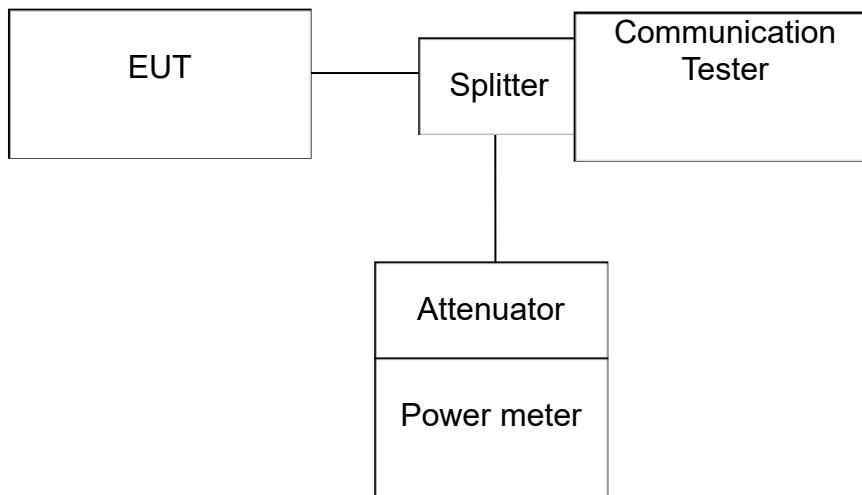 EUT
Splitter
Communication
Tester
Attenuator
Power meter